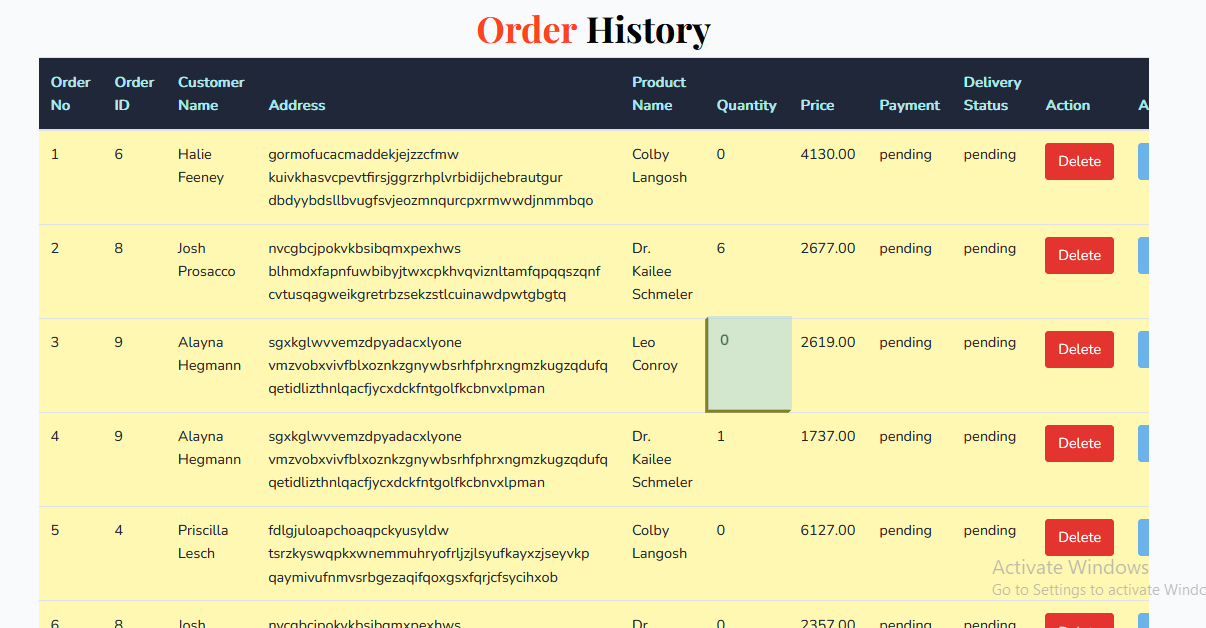 Order History
Order No Order ID Customer Name Address Product Name Quantity Price Payment Delivery Status Action A
1 6 Halie Feeney gormofucacmaddekjejzzcfmw kuivkhasvcpevtfirsjggrzrhplvrbidijchebrautgur dbdyybdsllbvugfsvjeozmnqurcpxrmwwdjnmmbqo Colby Langosh 0 4130.00 pending pending Delete
2 8 Josh Prosacco nvcgbcjpokvkbsibqmxpexhws blhmdxfapnfuwbibyjtwxcpkhvqviznltamfqpqqszqnf cvtusqagweikgretrbzsekzstlcuinawdpwtgbgtq Dr. Kailee Schmeler 6 2677.00 pending pending Delete
3 9 Alayna Hegmann sgxkglwvvemzdpyadacxlyone vmzvobxvivfblxoznkzgnywbsrhfphrxngmzkugzqdufq qetidlizthnlqacfjycxdckfntgolfkcbnvxlpman Leo Conroy 0 2619.00 pending pending Delete
4 9 Alayna Hegmann sgxkglwvvemzdpyadacxlyone vmzvobxvivfblxoznkzgnywbsrhfphrxngmzkugzqdufq qetidlizthnlqacfjycxdckfntgolfkcbnvxlpman Dr. Kailee Schmeler 1 1737.00 pending pending Delete
5 4 Priscilla Lesch fdlgjuloapchoaqpckyusyldw tsrzkyswqpkxwnemmuhryofrljzjlsyufkayxzjseyvkp qaymivufnmvsrbgezaqifqoxgsxfqrjcfsycihxob Colby Langosh 0 6127.00 pending pending Delete
Activate Windows
Go to Settings to activate Windo
6 8 Josh nvcgbcjpokvkbsibqmxpexhws Dr. 0 2357.00 pending pending Delete